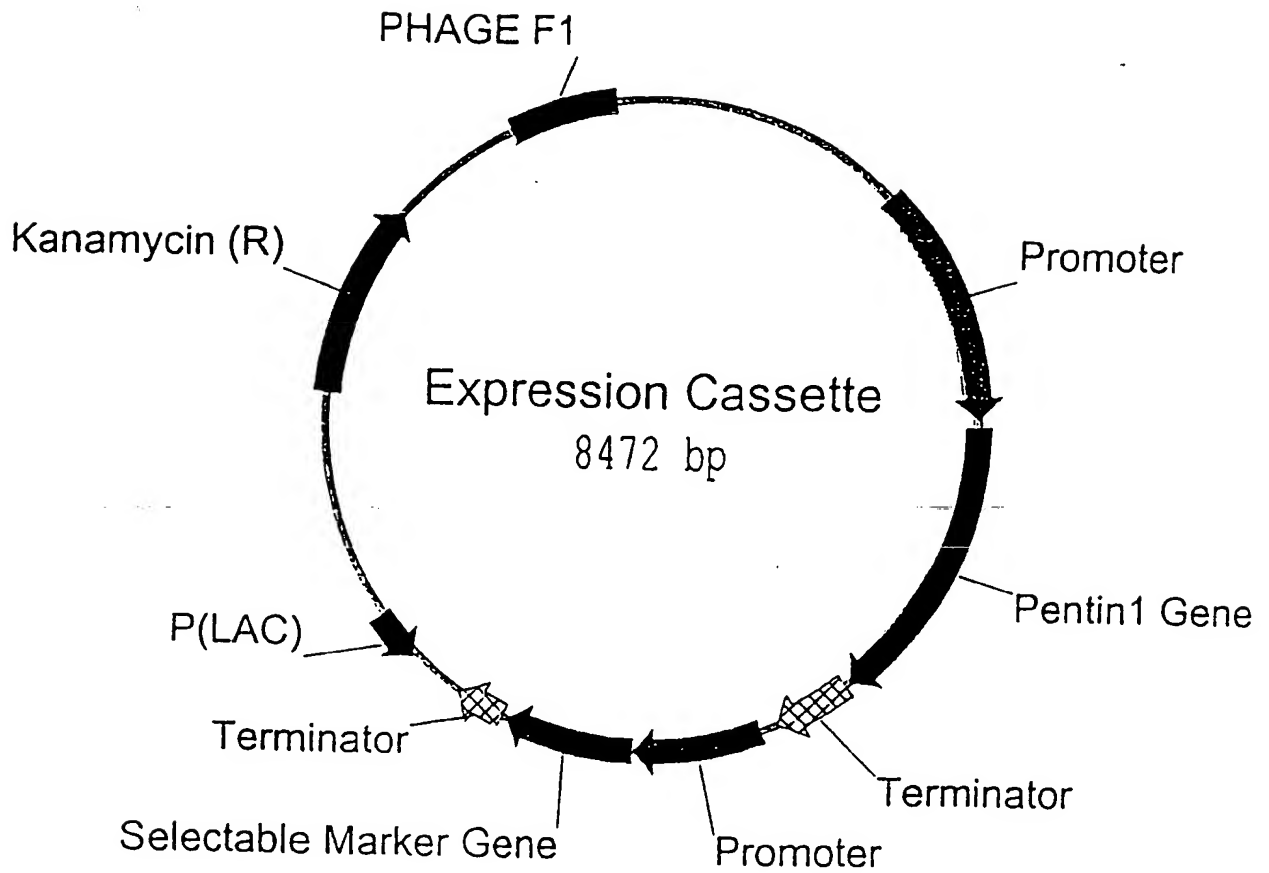 PHAGE F1
Kanamycin (R)
Promoter
Expression Cassette
8472 bp
Pentin1 Gene
P(LAC)
Terminator
Terminator
Selectable Marker Gene
Promoter